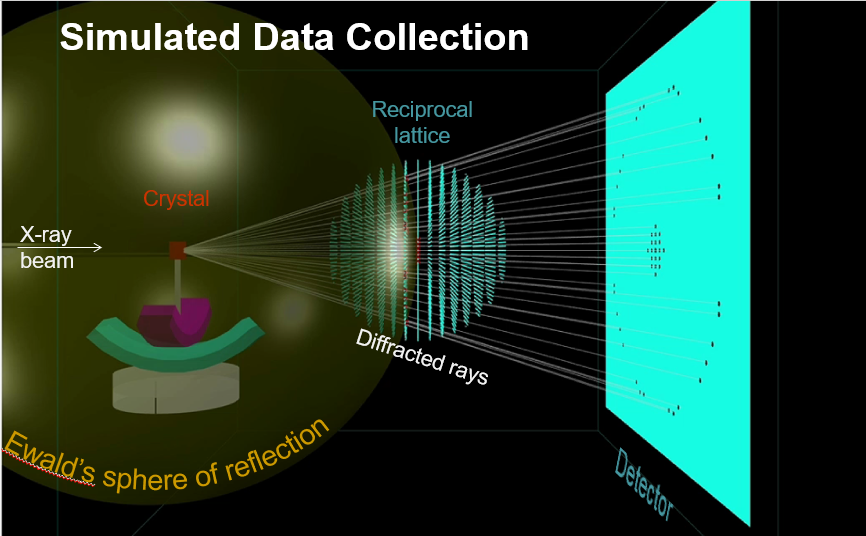 Simulated Data Collection
Reciprocal
lattice
Crystal
X-ray
beam
Diffracted rays
Ewald's sphere of reflection
Detector